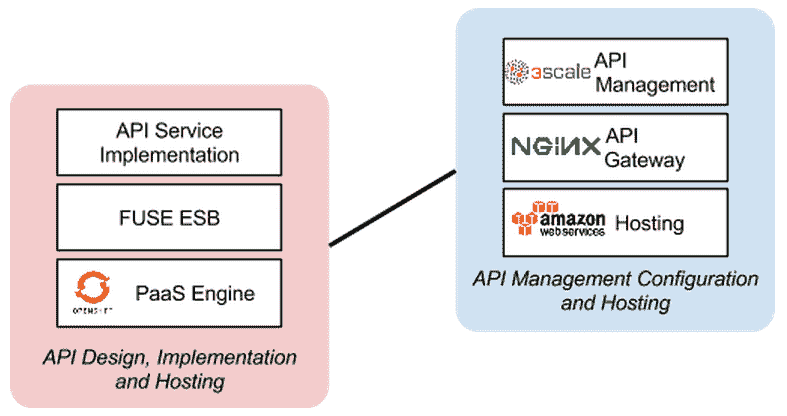 API Service
Implementation
FUSE ESB
OPENSHIFT
PaaS Engine
API Design, Implementation
and Hosting
3scale API
Management
NGINX API
Gateway
amazon
webservices
Hosting
API Management Configuration
and Hosting